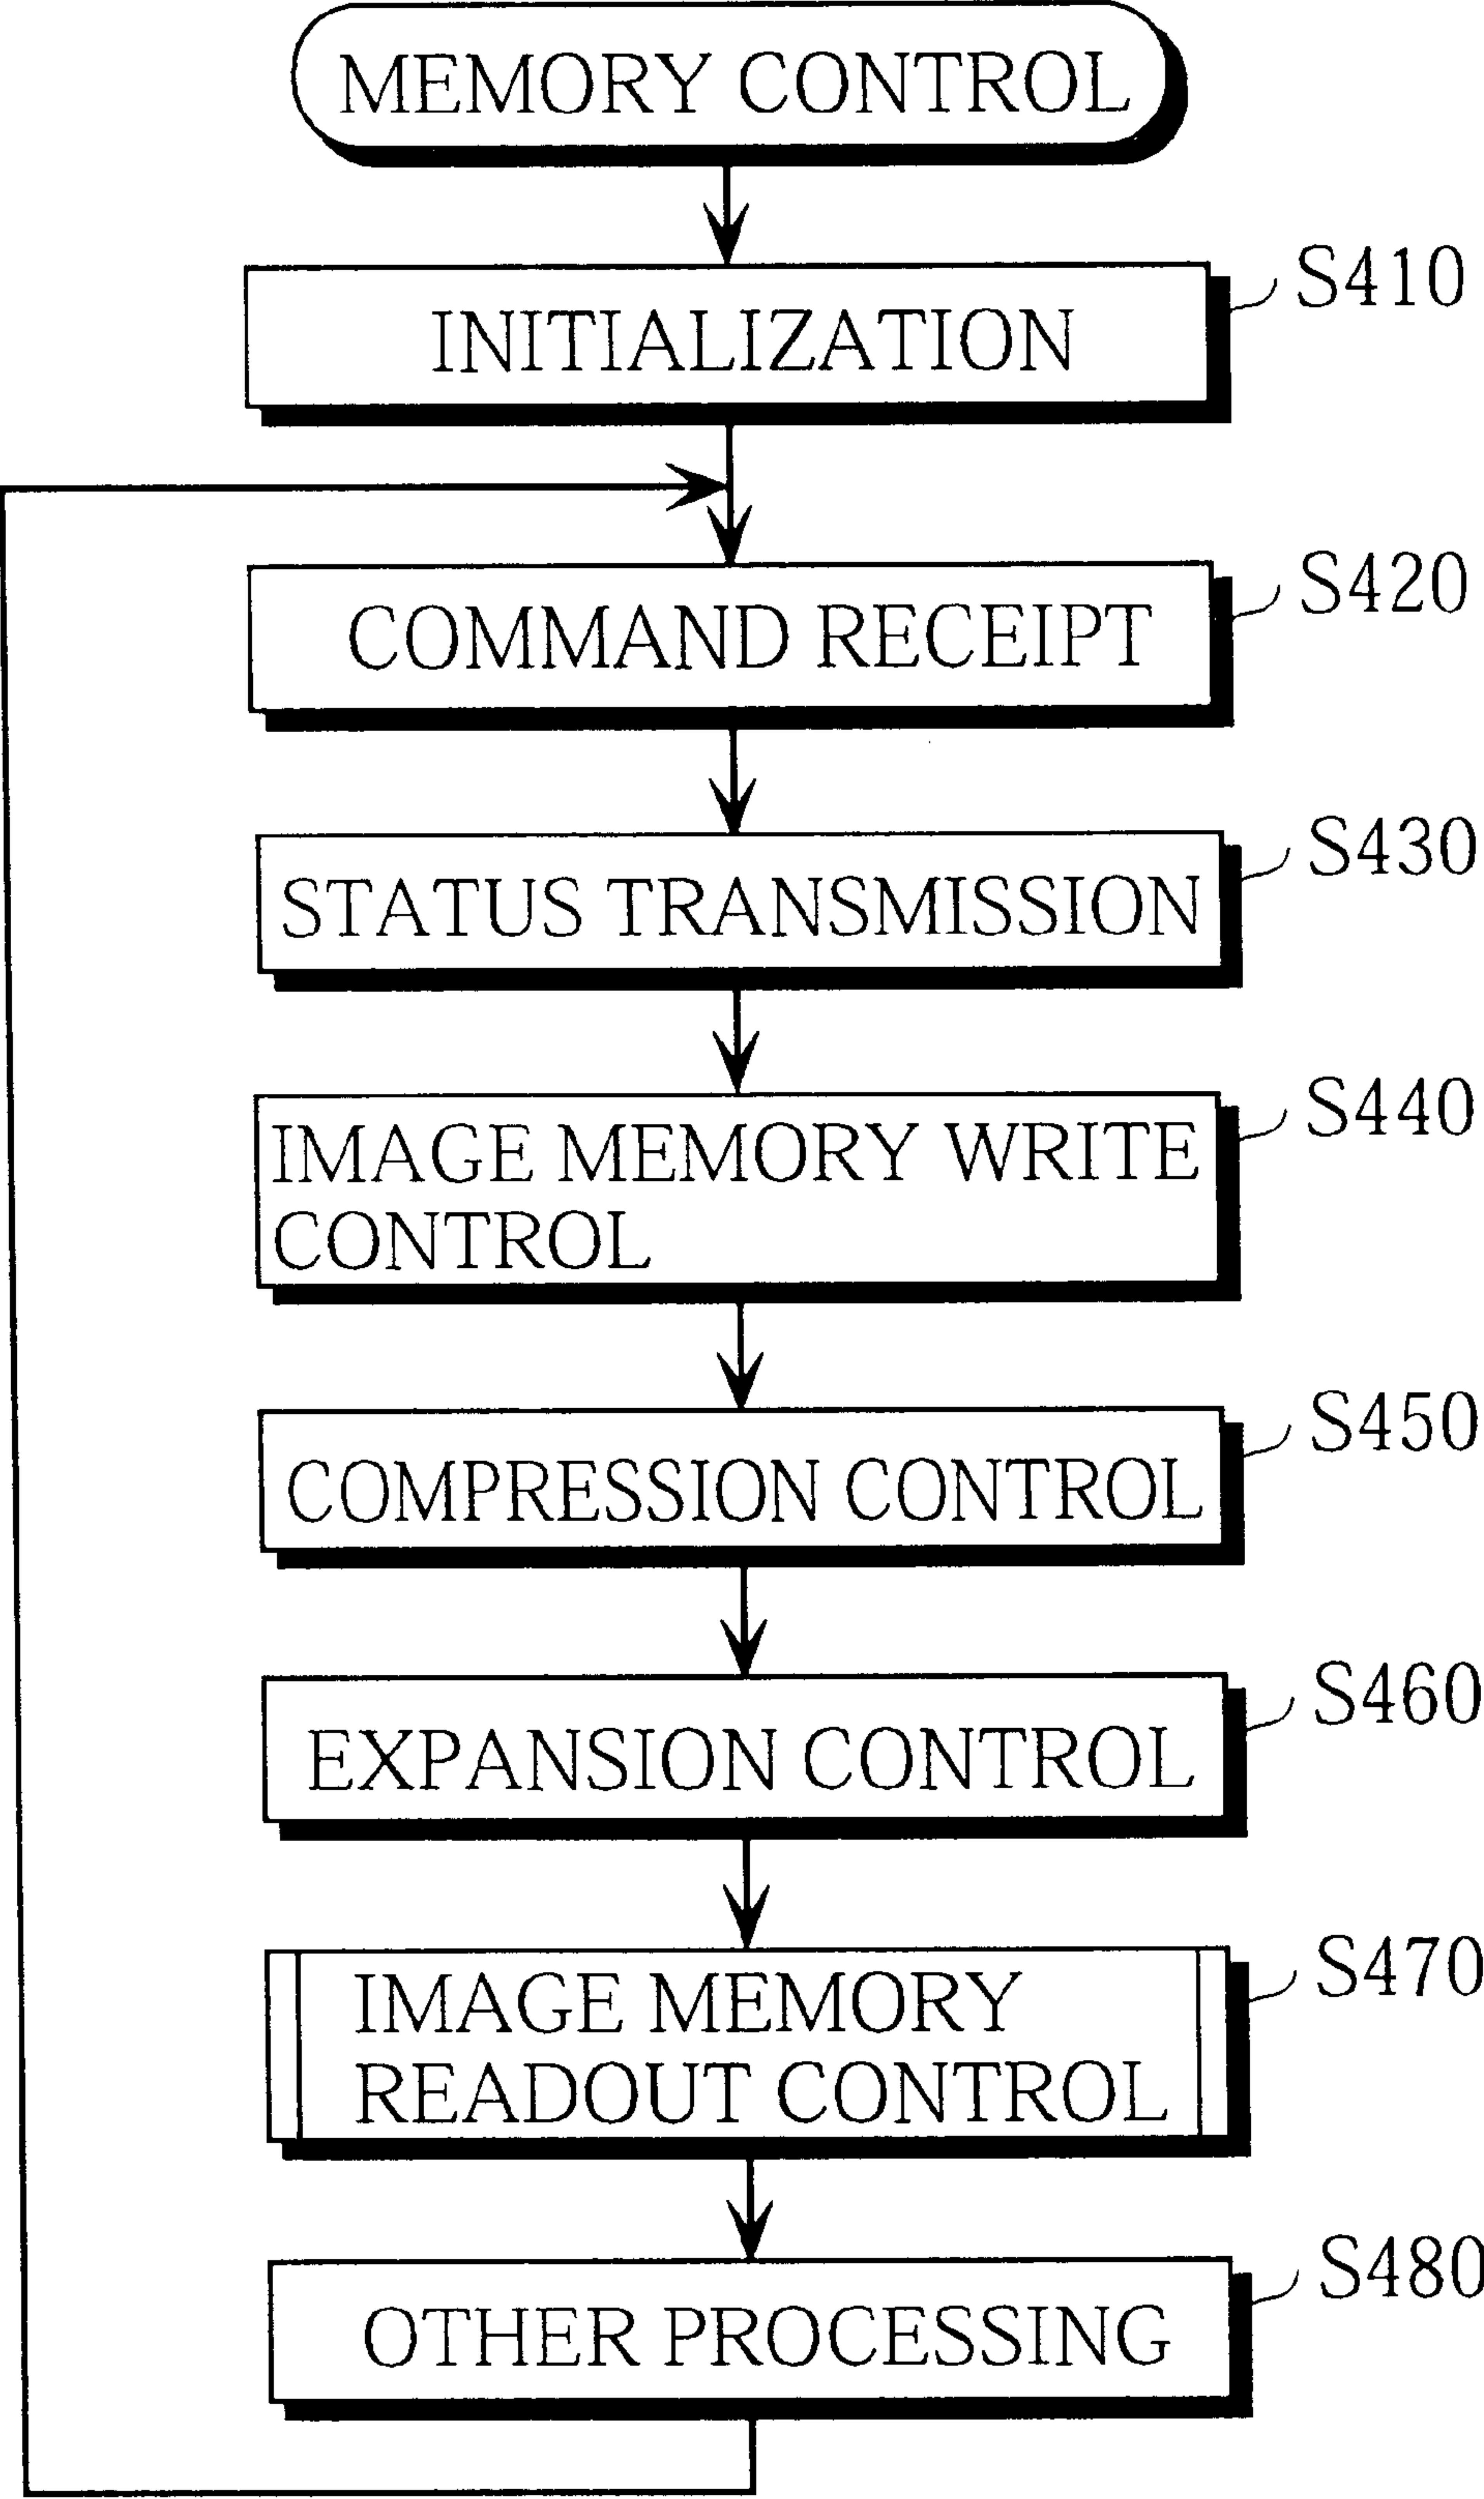 MEMORY CONTROL
S410
INITIALIZATION
S420
COMMAND RECEIPT
S430
STATUS TRANSMISSION
S440
IMAGE MEMORY WRITE
CONTROL
S450
COMPRESSION CONTROL
S460
EXPANSION CONTROL
S470
IMAGE MEMORY
READOUT CONTROL
S480
OTHER PROCESSING